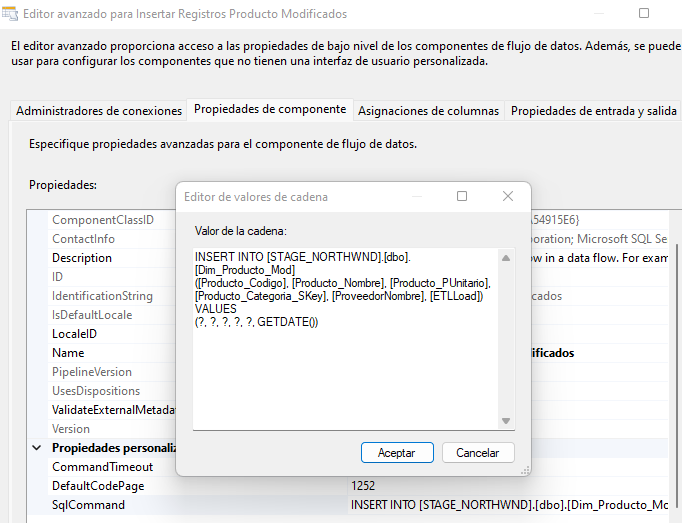 Editor avanzado para Insertar Registros Producto Modificados
El editor avanzado proporciona acceso a las propiedades de bajo nivel de los componentes de flujo de datos. Además, se puede
usar para configurar los componentes que no tienen una interfaz de usuario personalizada.
Administradores de conexiones Propiedades de componente Asignaciones de columnas Propiedades de entrada y salida
Especifique propiedades avanzadas para el componente de flujo de datos.
Propiedades:
Editor de valores de cadena
Valor de la cadena:
INSERT INTO [STAGE_NORTHWND].[dbo].
[Dim_Producto_Mod]
([Producto_Codigo], [Producto_Nombre], [Producto_PUnitario],
[Producto_Categoria_SKey], [ProveedorNombre], [ETLLoad])
VALUES
(?, ?, ?, ?, ?, GETDATE())
Aceptar Cancelar
ComponentClassID A54915E6}
ContactInfo oration; Microsoft SQL Se
Description ow in a data flow. For exam
ID
IdentificationString icados
IsDefaultLocale
LocaleID
Name dificados
PipelineVersion
UsesDispositions
ValidateExternalMetada
Version
Propiedades personaliz
CommandTimeout
DefaultCodePage 1252
SqlCommand INSERT INTO [STAGE_NORTHWND].[dbo].[Dim_Producto_Mo